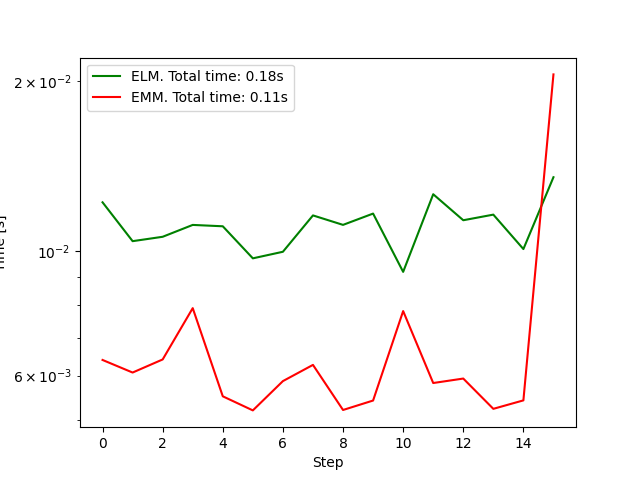 ELM. Total time: 0.18s
EMM. Total time: 0.11s
2 × 10⁻²
10⁻²
6 × 10⁻³
[s]
0 2 4 6 8 10 12 14
Step